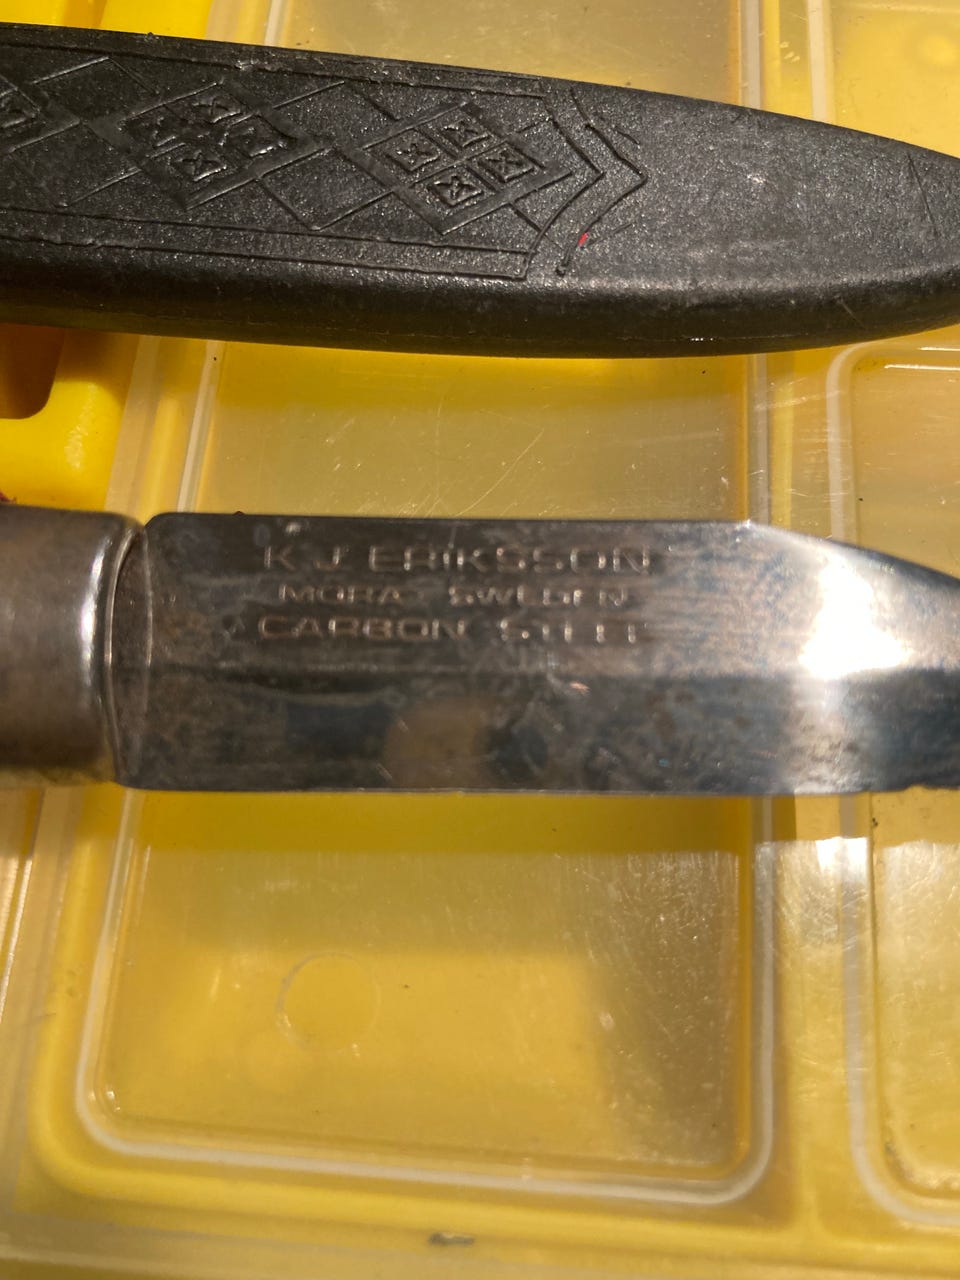 K J ERIKSSON
MORA SWEDEN
CARBON STEEL